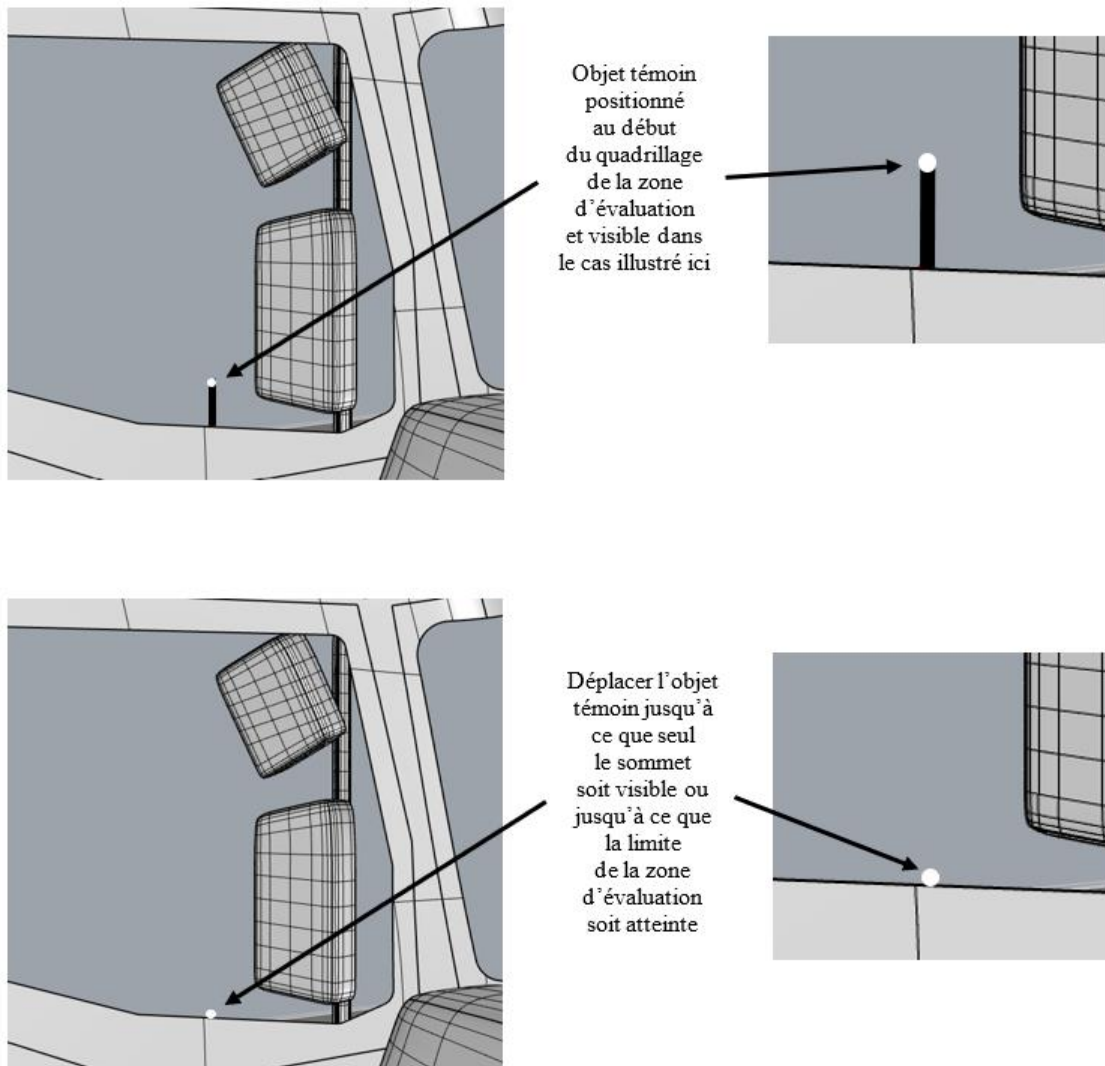 Objet témoin
positionné
au début
du quadrillage
de la zone
d’évaluation
et visible dans
le cas illustré ici
Déplacer l’objet
témoin jusqu’à
ce que seul
le sommet
soit visible ou
jusqu’à ce que
la limite
de la zone
d’évaluation
soit atteinte